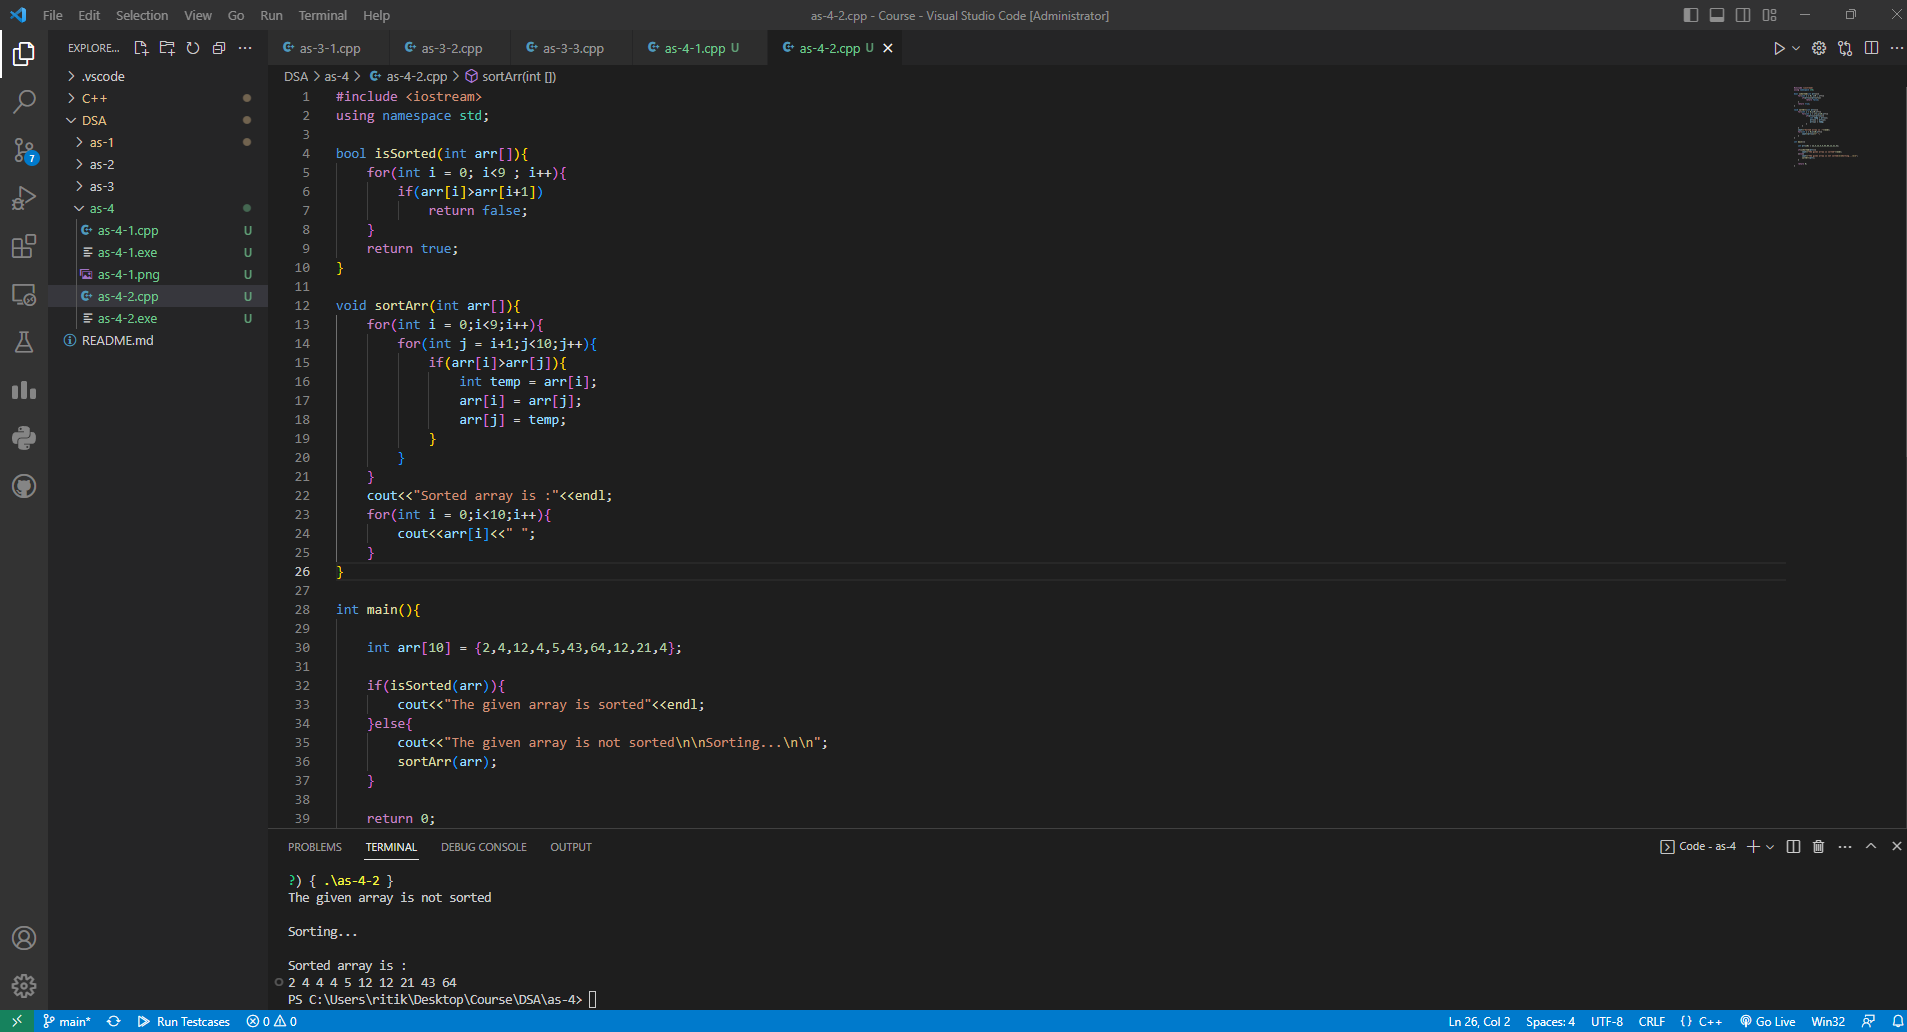 File Edit Selection View Go Run Terminal Help
as-4-2.cpp - Course - Visual Studio Code [Administrator]
EXPLORE...
.vscode
C++
DSA
as-1
as-2
as-3
as-4
as-4-1.cpp U
as-4-1.exe U
as-4-1.png U
as-4-2.cpp U
as-4-2.exe U
README.md
7
as-3-1.cpp as-3-2.cpp as-3-3.cpp as-4-1.cpp U as-4-2.cpp U
DSA > as-4 > as-4-2.cpp > sortArr(int [])
1 #include <iostream>
2 using namespace std;
3
4 bool isSorted(int arr[]){
5 for(int i = 0; i<9 ; i++){
6 if(arr[i]>arr[i+1])
7 return false;
8 }
9 return true;
10 }
11
12 void sortArr(int arr[]){
13 for(int i = 0;i<9;i++){
14 for(int j = i+1;j<10;j++){
15 if(arr[i]>arr[j]){
16 int temp = arr[i];
17 arr[i] = arr[j];
18 arr[j] = temp;
19 }
20 }
21 }
22 cout<<"Sorted array is :"<<endl;
23 for(int i = 0;i<10;i++){
24 cout<<arr[i]<<" ";
25 }
26 }
27
28 int main(){
29
30 int arr[10] = {2,4,12,4,5,43,64,12,21,4};
31
32 if(isSorted(arr)){
33 cout<<"The given array is sorted"<<endl;
34 }else{
35 cout<<"The given array is not sorted\n\nSorting...\n\n";
36 sortArr(arr);
37 }
38
39 return 0;
PROBLEMS TERMINAL DEBUG CONSOLE OUTPUT
Code - as-4
?) { .\as-4-2 }
The given array is not sorted
Sorting...
Sorted array is :
2 4 4 4 5 12 12 21 43 64
PS C:\Users\ritik\Desktop\Course\DSA\as-4>
main* Run Testcases 0 0
Ln 26, Col 2 Spaces: 4 UTF-8 CRLF {} C++ Go Live Win32